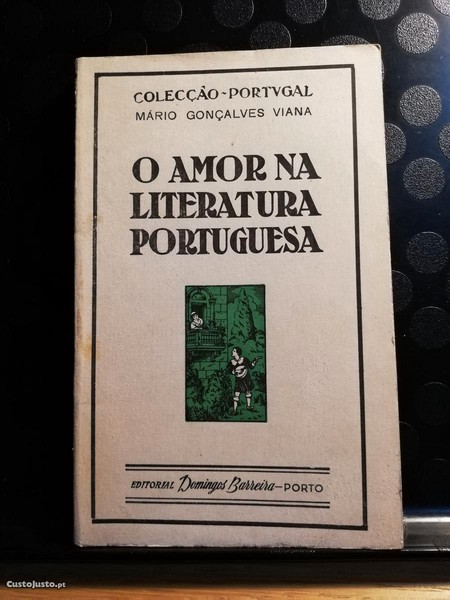 COLECÇÃO-PORTVGAL
MÁRIO GONÇALVES VIANA
O AMOR NA
LITERATURA
PORTUGUESA
EDITORIAL Domingos Barreira-PORTO
CustoJusto.pt